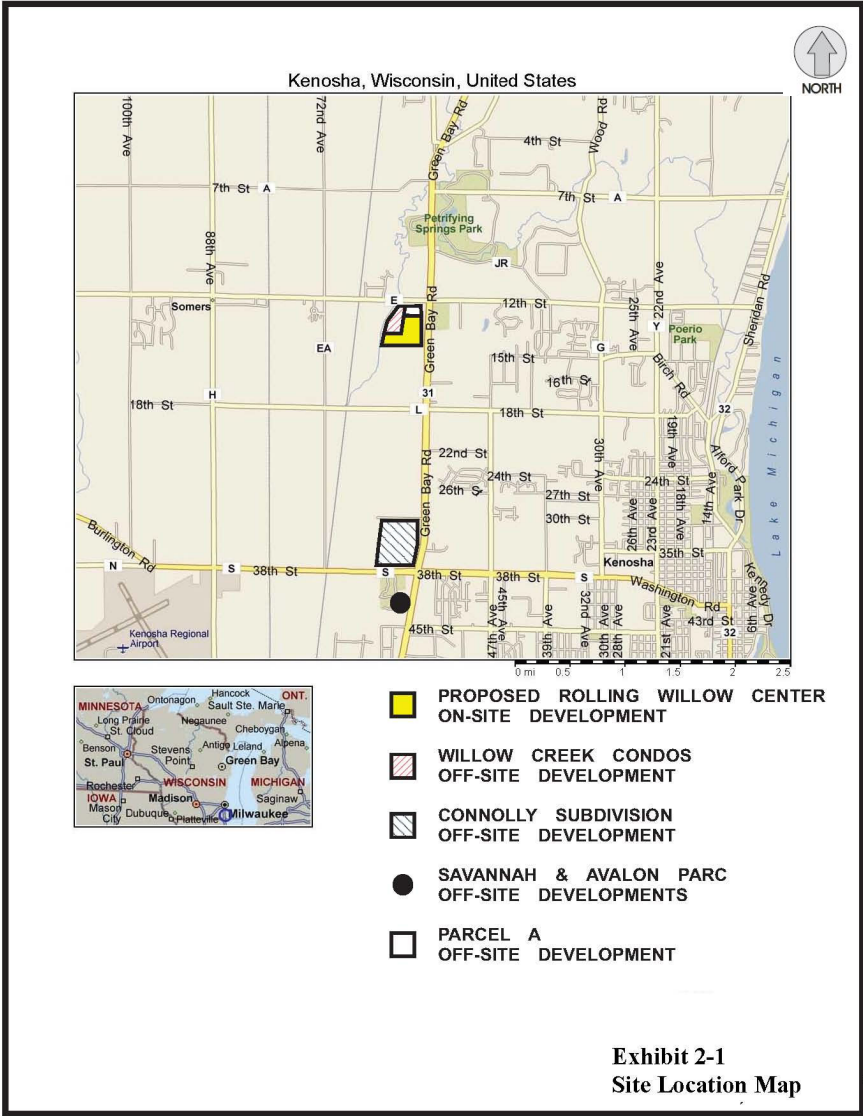 NORTH
Kenosha, Wisconsin, United States
100th Ave
72nd Ave
Green Bay Rd
Wood Rd
4th St
7th St
A
7th St
A
Petrifying
Springs Park
88th Ave
JR
22nd Ave
25th Ave
Sheridan Rd
E
12th St
Somers
Green Bay Rd
Y
Poerio
Park
EA
G
15th St
16th St
Birch Rd
H
31
18th St
L
18th St
32
19th Ave
Alford Park Dr
Lake Michigan
Green Bay Rd
22nd St
30th Ave
24th St
24th St
26th St
27th St
18th Ave
14th Ave
30th St
26th Ave
23rd Ave
35th St
Burlington Rd
Kenosha
N
S
38th St
S
38th St
38th St
S
Washington Rd
Kennedy Dr
6th Ave
43rd St
32
45th St
47th Ave
45th Ave
39th Ave
32nd Ave
30th Ave
28th Ave
21st Ave
Kenosha Regional
Airport
0 mi 0.5 1 1.5 2 2.5
MINNESOTA
Ontonagon
Hancock
Sault Ste. Marie
ONT.
Long Prairie
St. Cloud
Negaunee
Cheboygan
Benson
Stevens
Point
Antigo
Leland
Alpena
St. Paul
Green Bay
Rochester
WISCONSIN
MICHIGAN
IOWA
Mason
City
Madison
Saginaw
Dubuque
Platteville
Milwaukee
PROPOSED ROLLING WILLOW CENTER
ON-SITE DEVELOPMENT
WILLOW CREEK CONDOS
OFF-SITE DEVELOPMENT
CONNOLLY SUBDIVISION
OFF-SITE DEVELOPMENT
SAVANNAH & AVALON PARC
OFF-SITE DEVELOPMENTS
PARCEL A
OFF-SITE DEVELOPMENT
Exhibit 2-1
Site Location Map